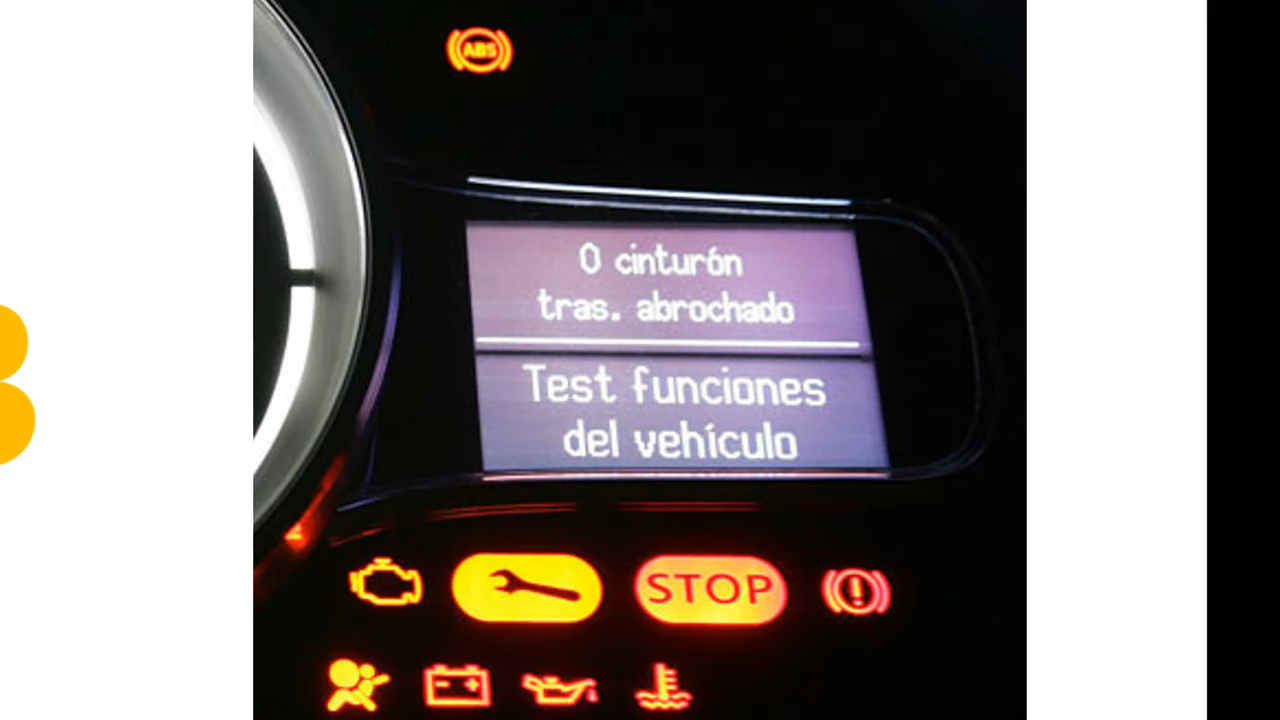 ABS
0 cinturón
tras. abrochado
Test funciones
del vehículo
STOP